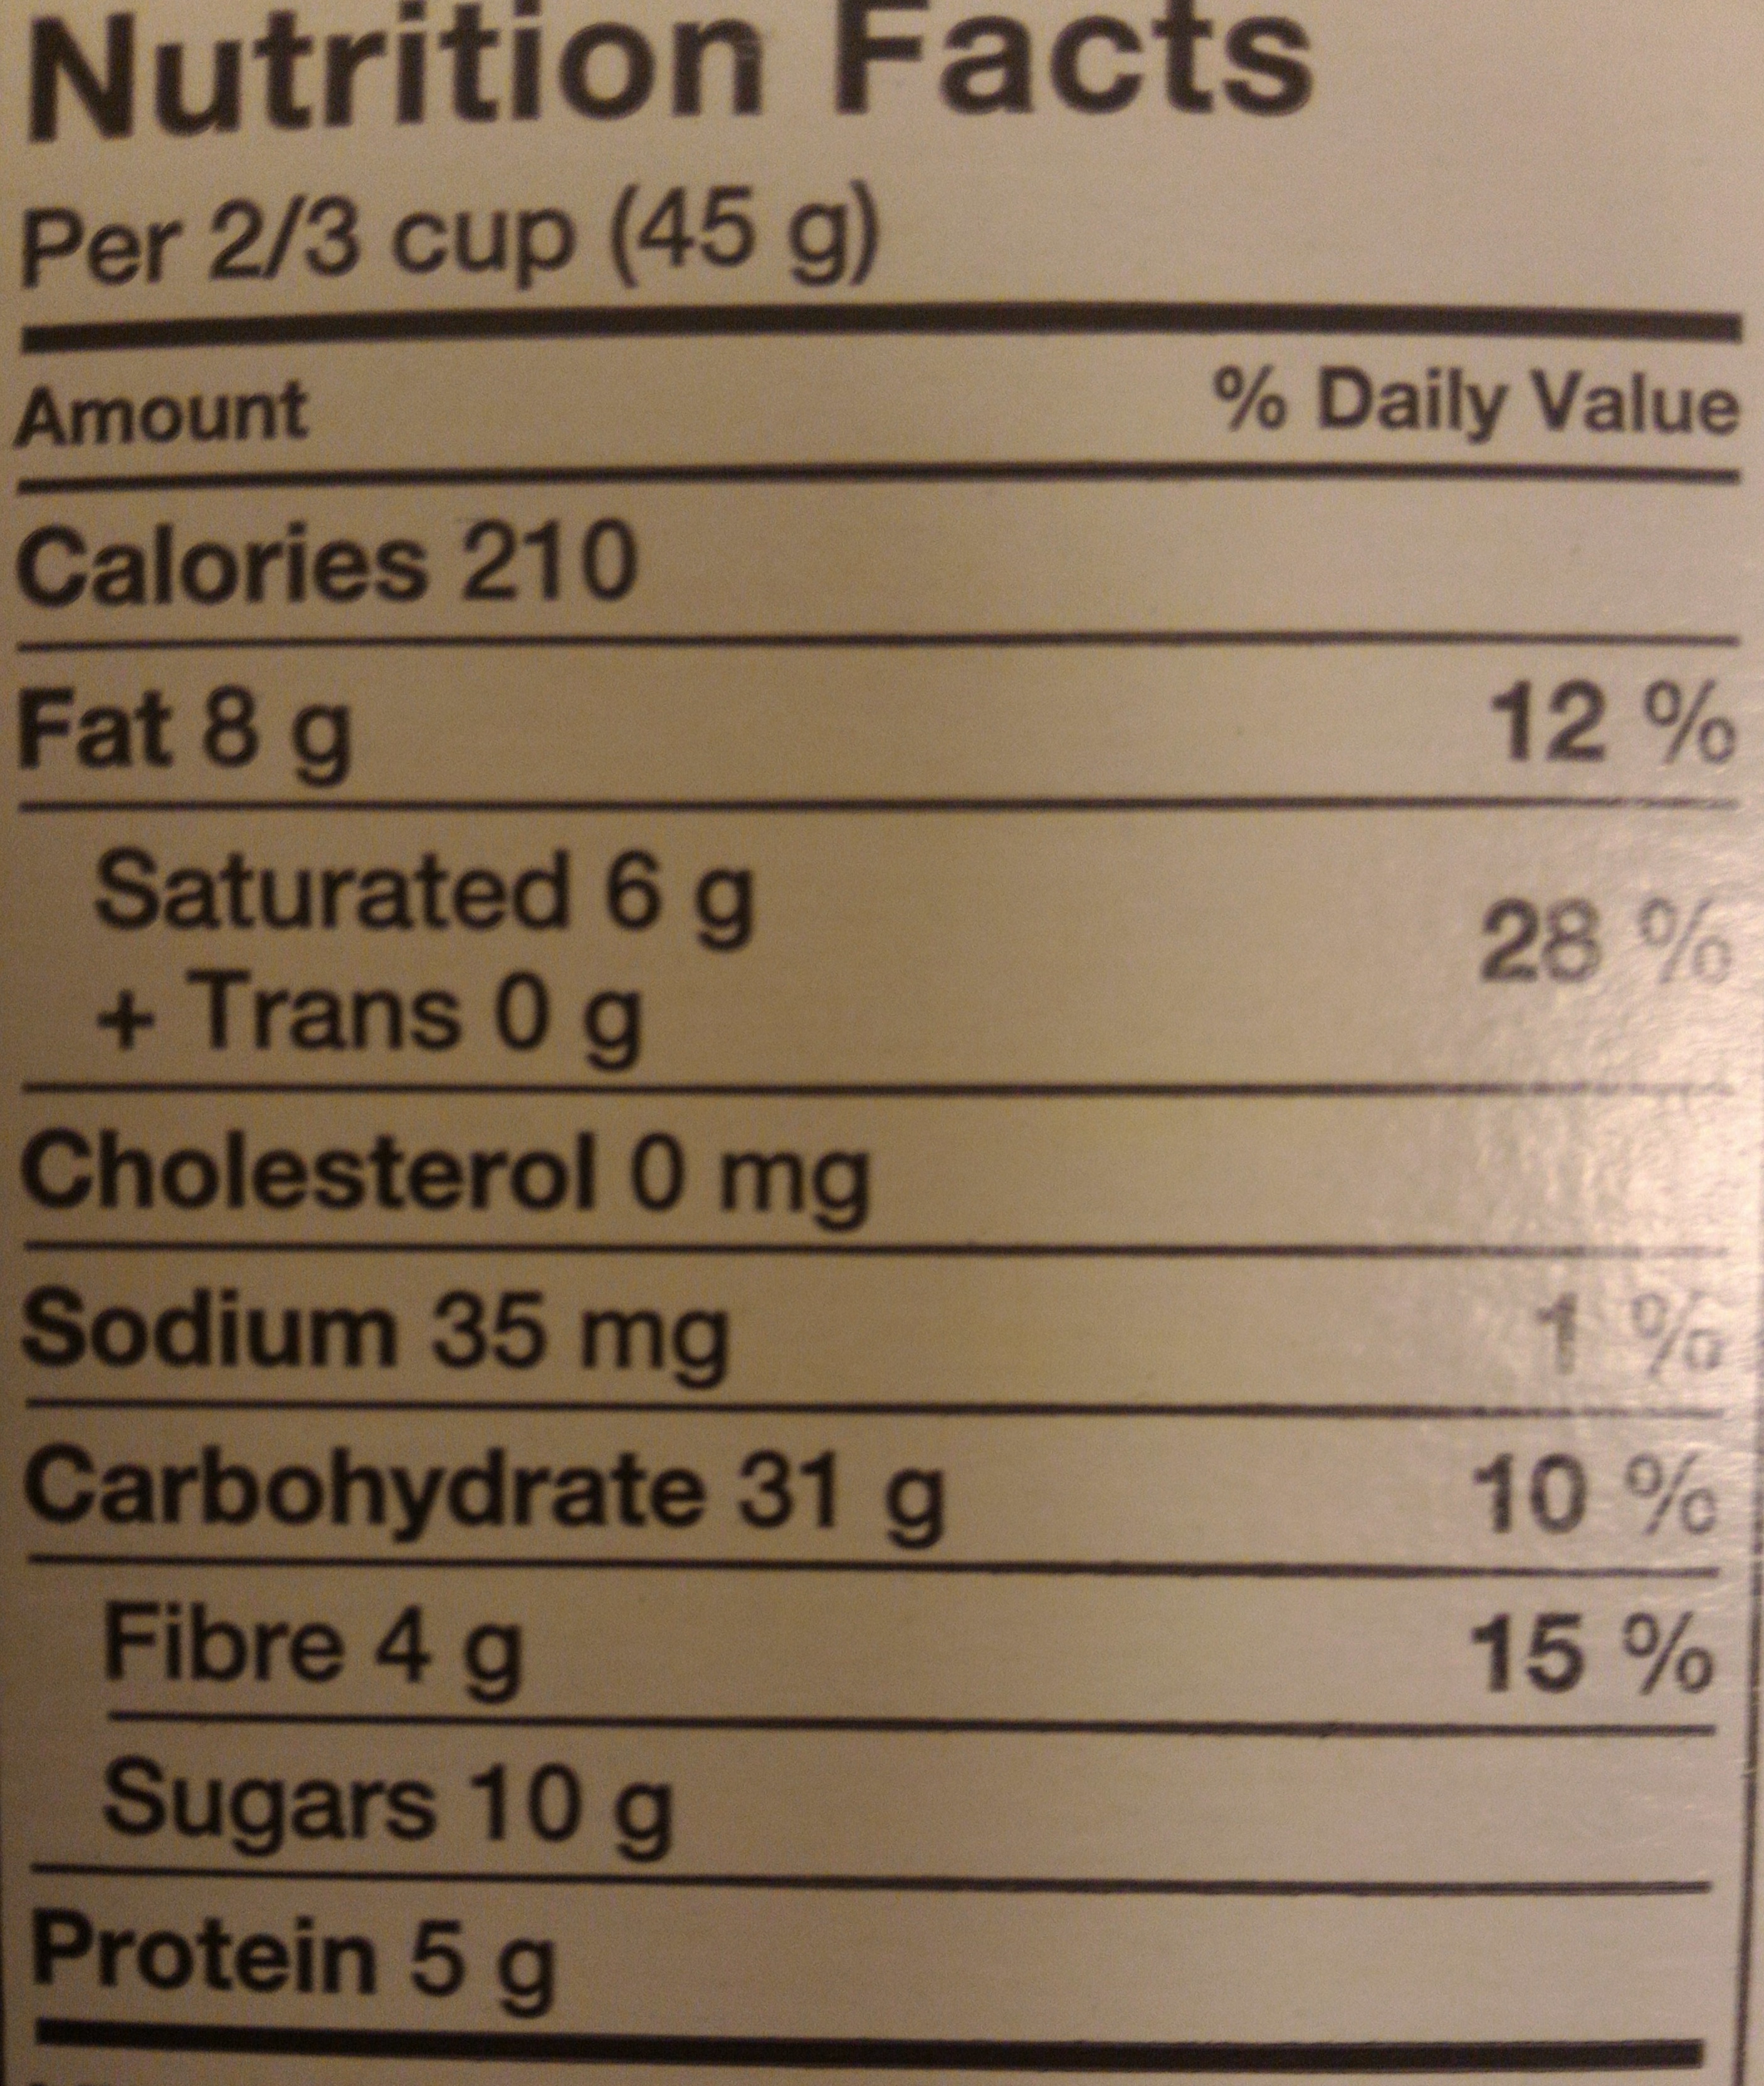 Nutrition Facts
Per 2/3 cup (45 g)
Amount % Daily Value
Calories 210
Fat 8 g 12 %
Saturated 6 g
+ Trans 0 g 28 %
Cholesterol 0 mg
Sodium 35 mg 1 %
Carbohydrate 31 g 10 %
Fibre 4 g 15 %
Sugars 10 g
Protein 5 g